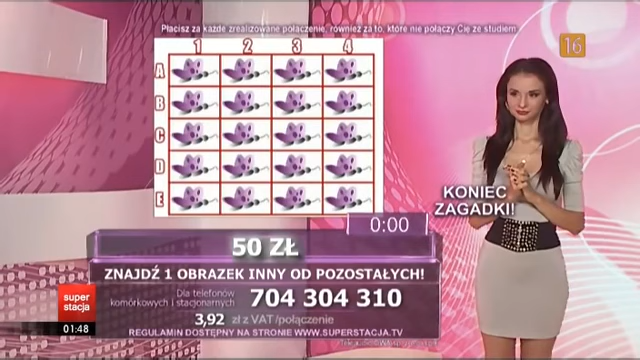 Płacisz za każde zrealizowane połączenie, również za to, które nie połączy Cię ze studiem
16
1 2 3 4
A
B
C
D
E
KONIEC
ZAGADKI!
0:00
50 ZŁ
ZNAJDŹ 1 OBRAZEK INNY OD POZOSTAŁYCH!
Dla telefonów
komórkowych i stacjonarnych
704 304 310
3,92 zł z VAT/połączenie
REGULAMIN DOSTĘPNY NA STRONIE WWW.SUPERSTACJA.TV
super
stacja
01:48